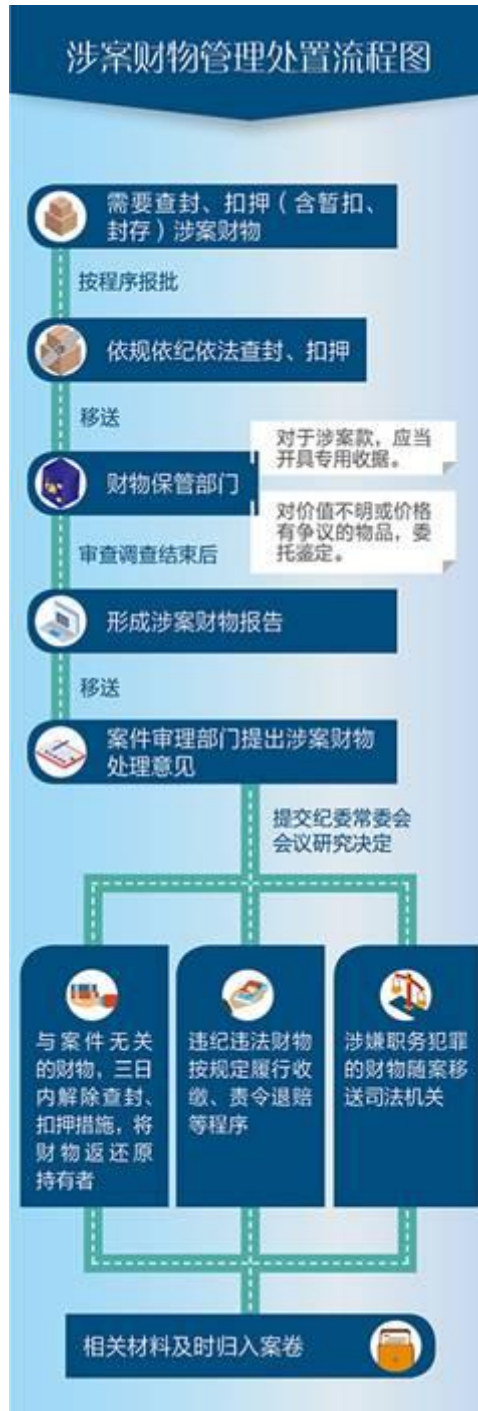 涉案财物管理处置流程图
需要查封、扣押（含暂扣、
封存）涉案财物
按程序报批
依规依纪依法查封、扣押
移送
对于涉案款，应当
开具专用收据。
财物保管部门
对价值不明或价格
有争议的物品，委
托鉴定。
审查调查结束后
形成涉案财物报告
移送
案件审理部门提出涉案财物
处理意见
提交纪委常委会
会议研究决定
与案件无关
的财物，三日
内解除查封、
扣押措施，将
财物返还原
持有者
违纪违法财物
按规定履行收
缴、责令退赔
等程序
涉嫌职务犯罪
的财物随案移
送司法机关
相关材料及时归入案卷